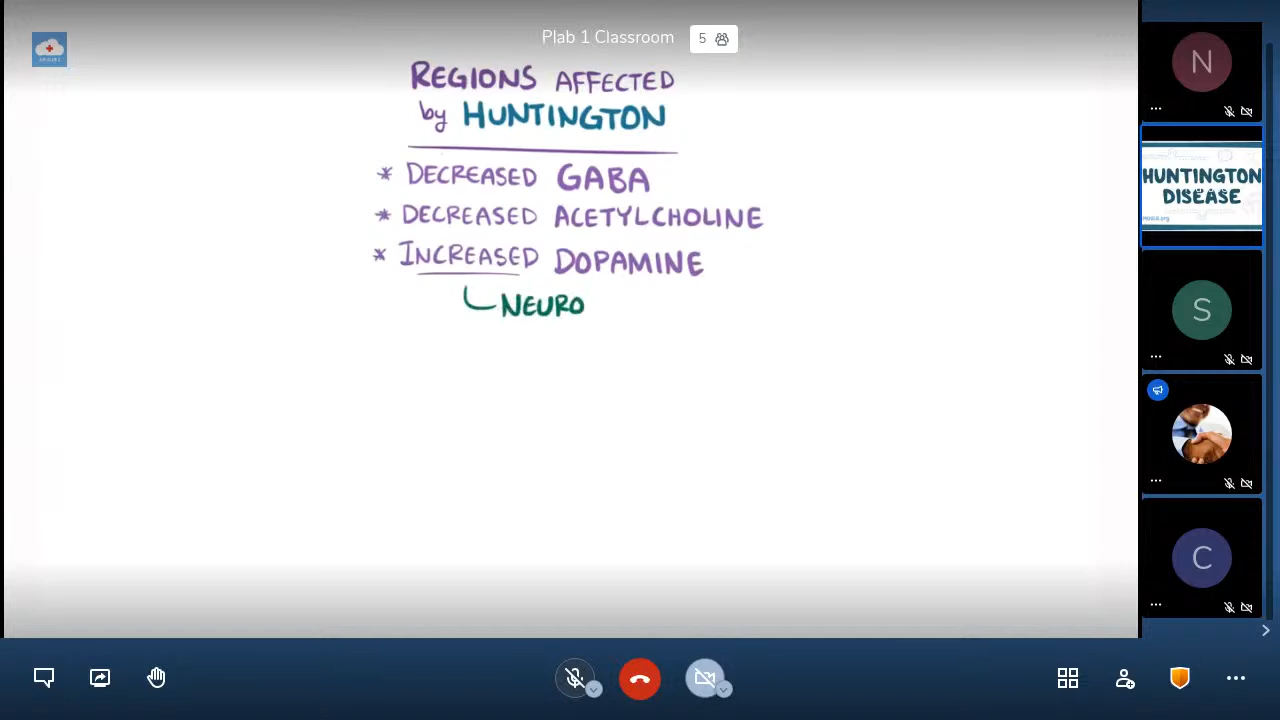 Plab 1 Classroom
5
REGIONS AFFECTED
by HUNTINGTON
* DECREASED GABA
* DECREASED ACETYLCHOLINE
* INCREASED DOPAMINE
NEURO
N
HUNTINGTON
DISEASE
S
C